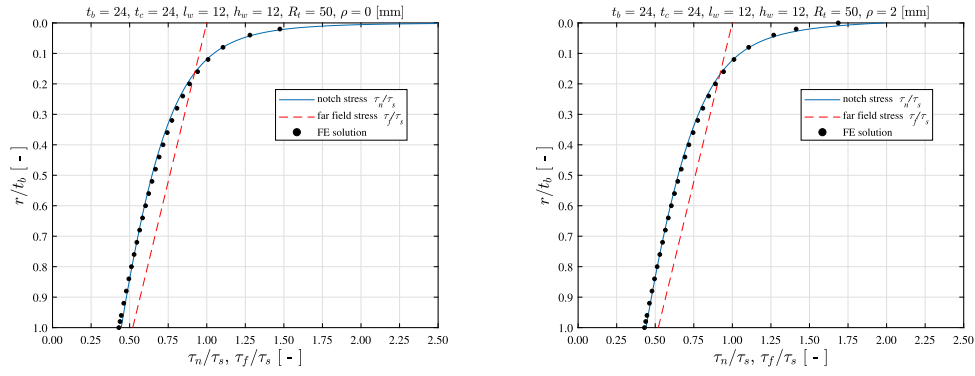 t_b = 24, t_c = 24, l_w = 12, h_w = 12, R_t = 50, ρ = 0 [mm]
0.0
0.1
0.2
0.3
0.4
0.5
0.6
0.7
0.8
0.9
1.0
r/t_b [ - ]
notch stress τ_n/τ_s
far field stress τ_f/τ_s
FE solution
0.00 0.25 0.50 0.75 1.00 1.25 1.50 1.75 2.00 2.25 2.50
τ_n/τ_s, τ_f/τ_s [ - ]
t_b = 24, t_c = 24, l_w = 12, h_w = 12, R_t = 50, ρ = 2 [mm]
0.0
0.1
0.2
0.3
0.4
0.5
0.6
0.7
0.8
0.9
1.0
r/t_b [ - ]
notch stress τ_n/τ_s
far field stress τ_f/τ_s
FE solution
0.00 0.25 0.50 0.75 1.00 1.25 1.50 1.75 2.00 2.25 2.50
τ_n/τ_s, τ_f/τ_s [ - ]